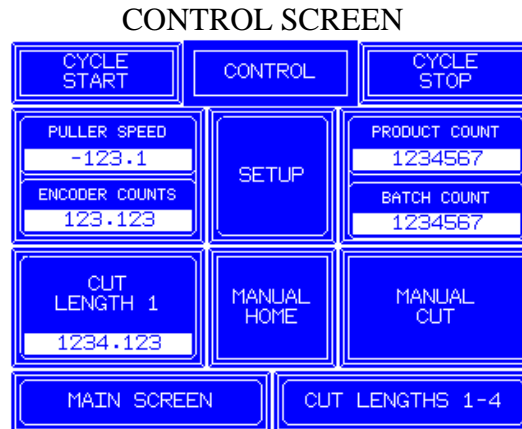 CONTROL SCREEN
CYCLE
START
CONTROL
CYCLE
STOP
PULLER SPEED
-123.1
ENCODER COUNTS
123.123
SETUP
PRODUCT COUNT
1234567
BATCH COUNT
1234567
CUT
LENGTH 1
1234.123
MANUAL
HOME
MANUAL
CUT
MAIN SCREEN
CUT LENGTHS 1-4